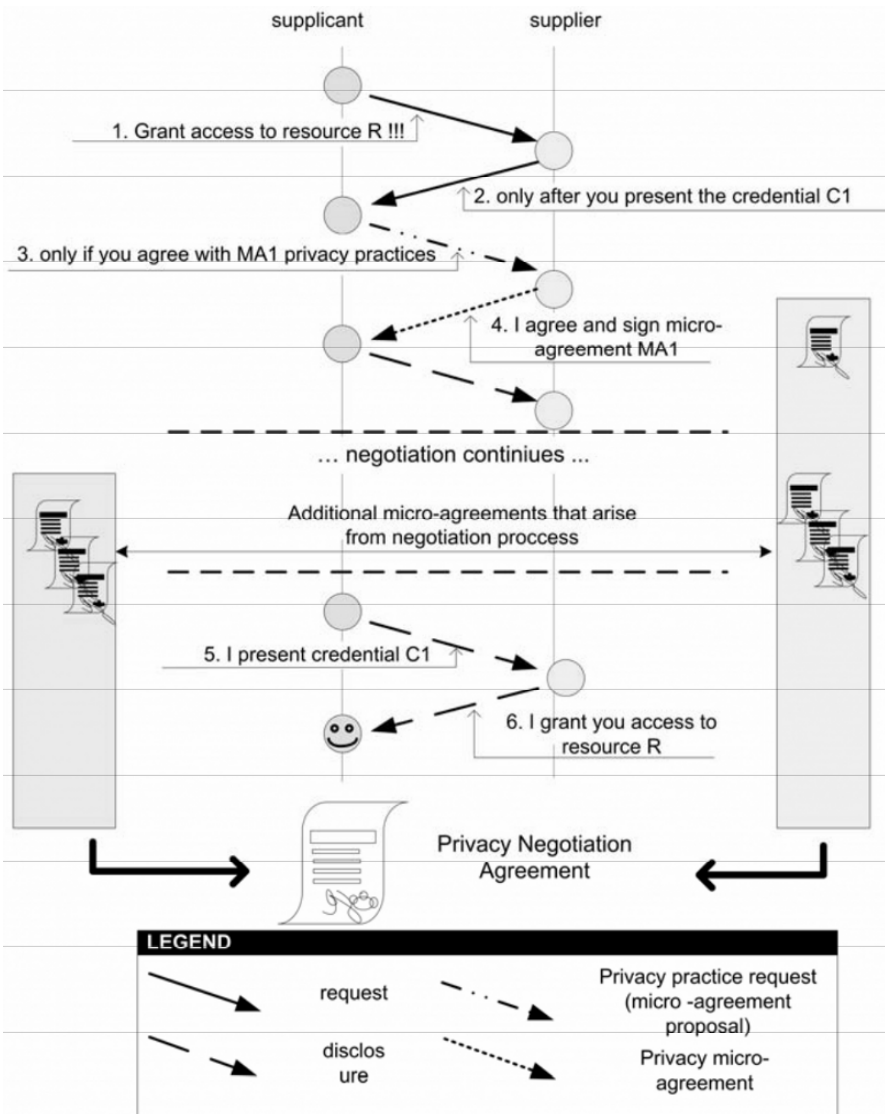 supplicant
supplier
1. Grant access to resource R !!!
2. only after you present the credential C1
3. only if you agree with MA1 privacy practices
4. I agree and sign micro-
agreement MA1
... negotiation continiues ...
Additional micro-agreements that arise
from negotiation proccess
5. I present credential C1
6. I grant you access to
resource R
Privacy Negotiation
Agreement
LEGEND
request
Privacy practice request
(micro -agreement
proposal)
disclos
ure
Privacy micro-
agreement